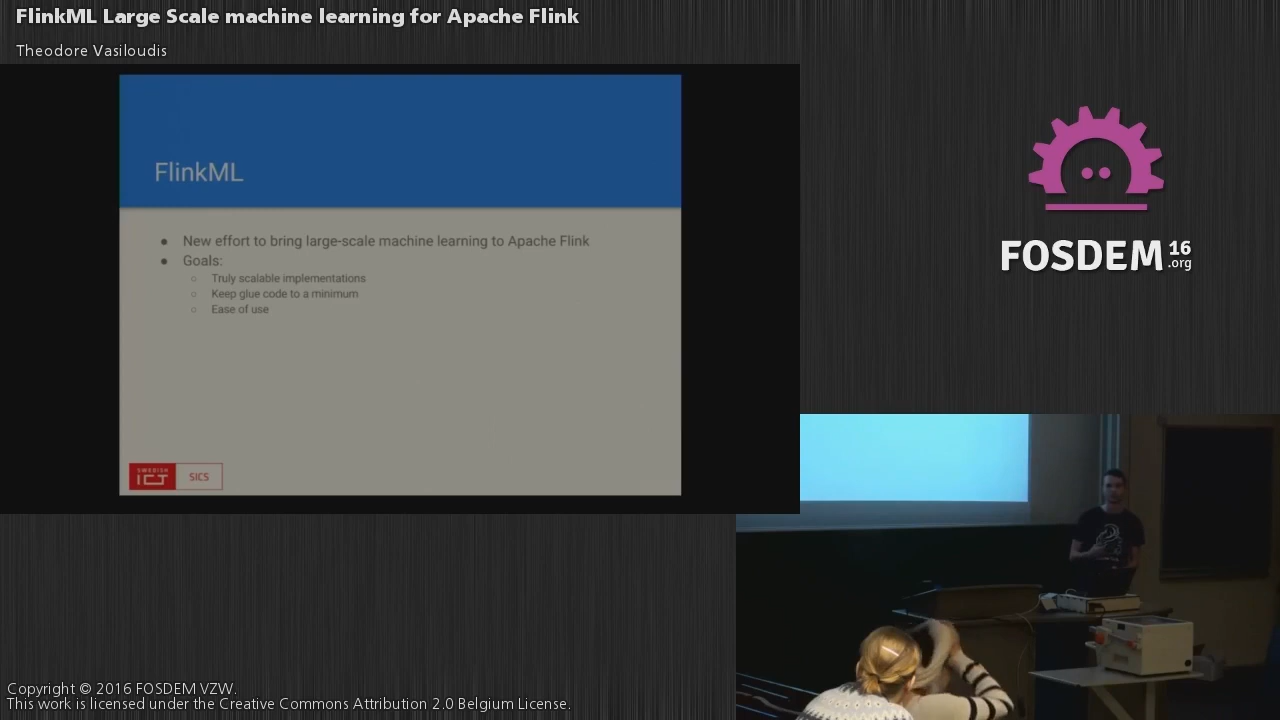 FlinkML Large Scale machine learning for Apache Flink
Theodore Vasiloudis
FlinkML
New effort to bring large-scale machine learning to Apache Flink
Goals:
Truly scalable implementations
Keep glue code to a minimum
Ease of use
SWEDISH
ICT
SICS
FOSDEM 16
.org
Copyright © 2016 FOSDEM VZW.
This work is licensed under the Creative Commons Attribution 2.0 Belgium License.